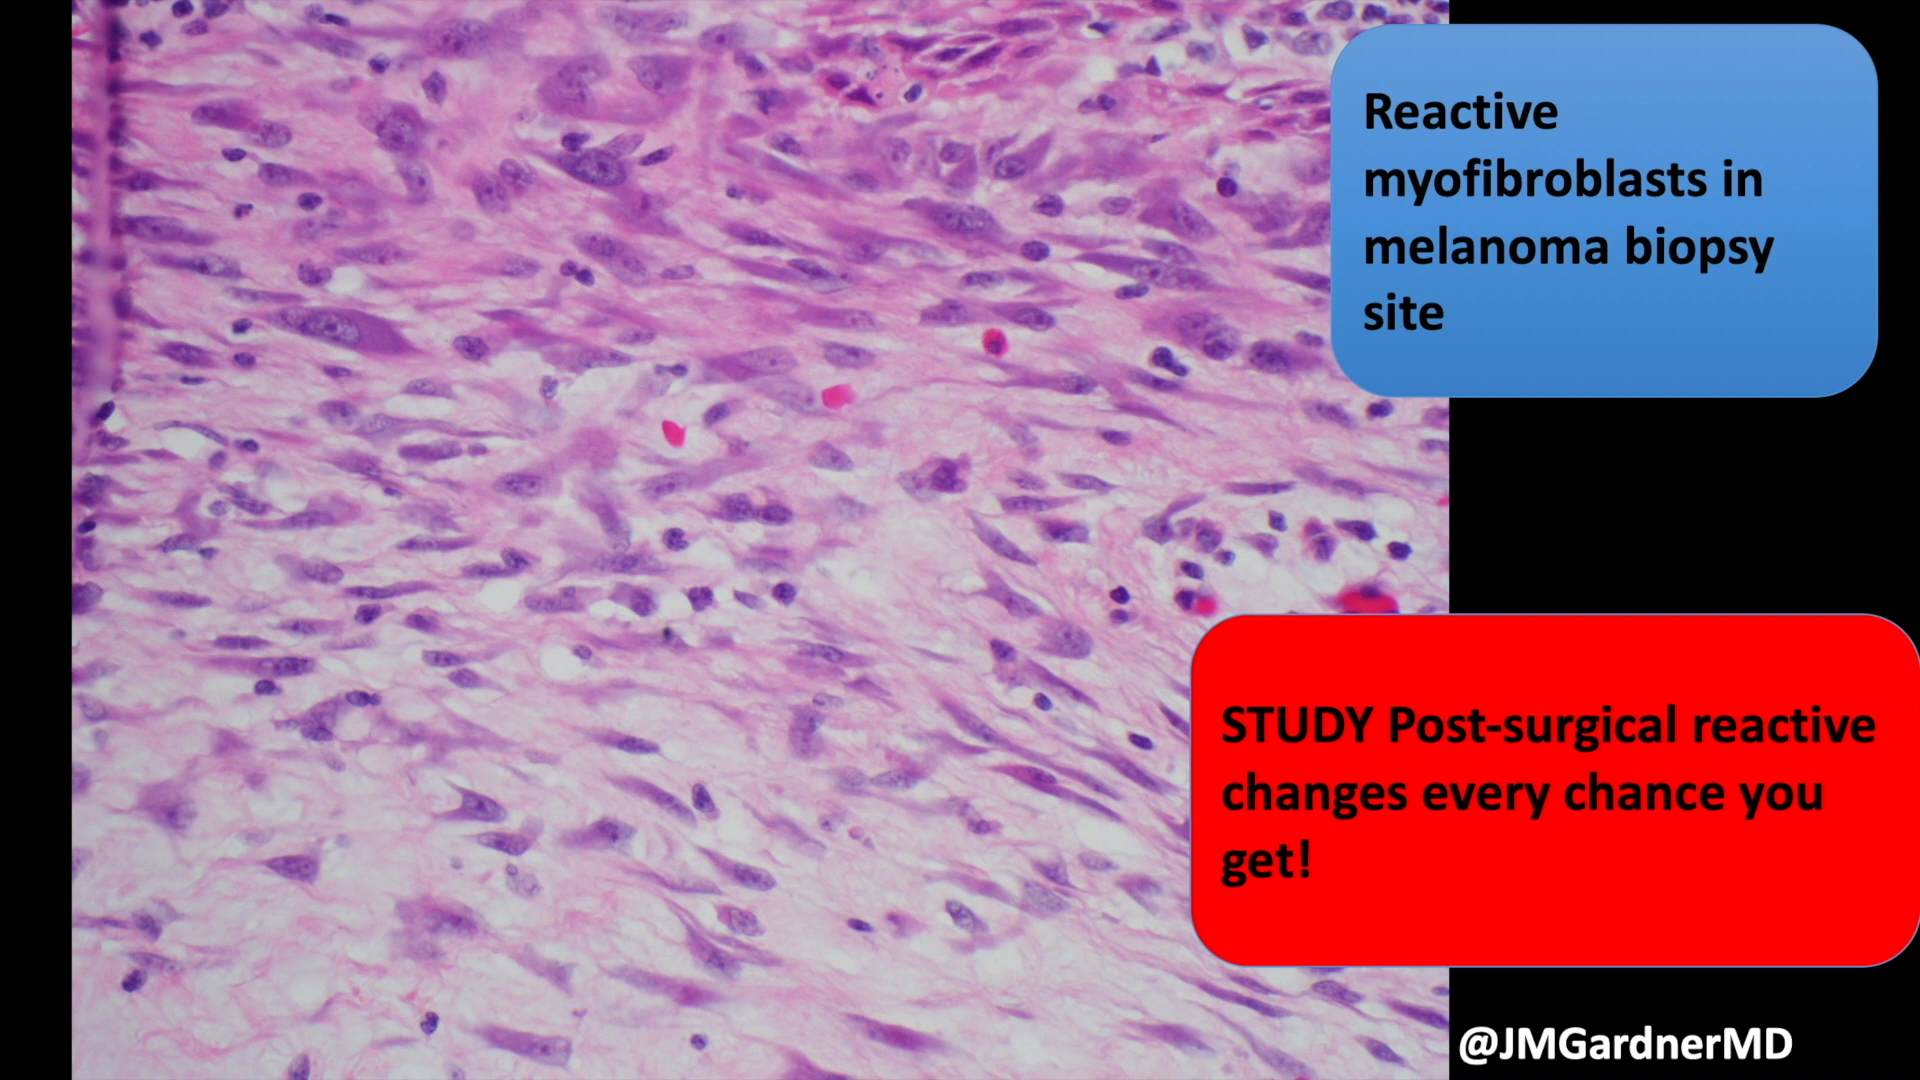 Reactive
myofibroblasts in
melanoma biopsy
site
STUDY Post-surgical reactive
changes every chance you
get!
@JMGardnerMD